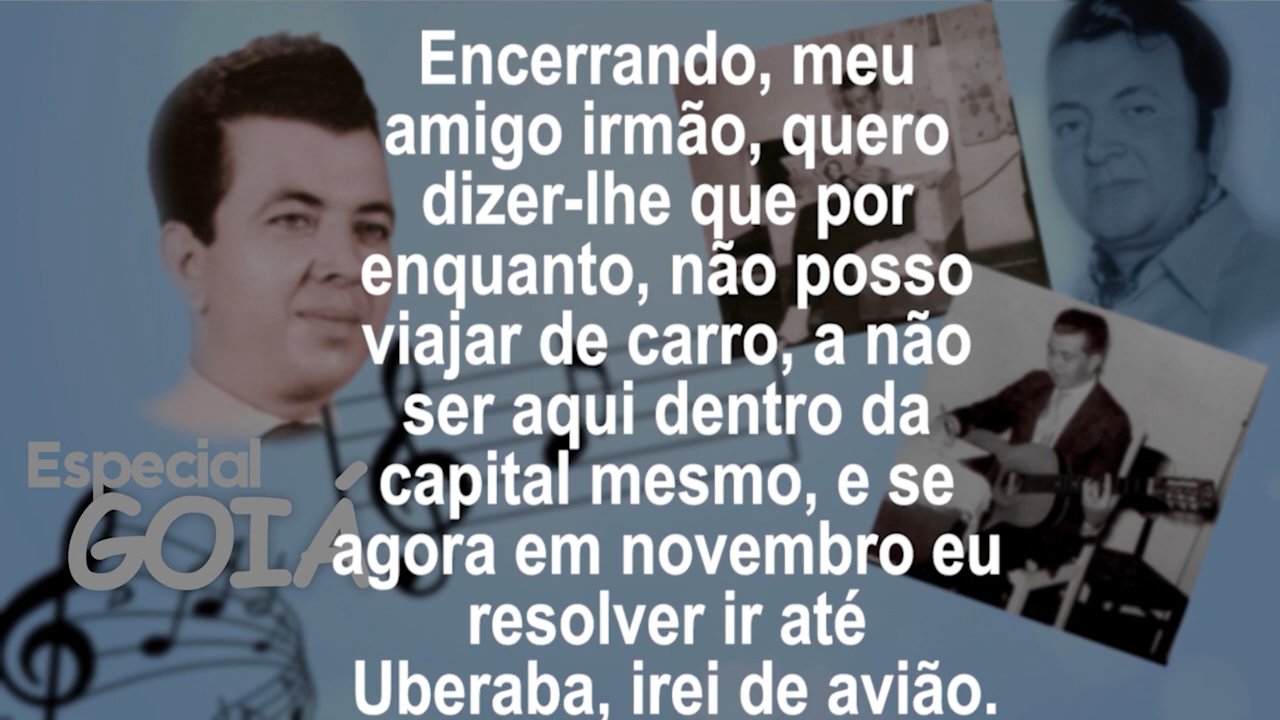 Encerrando, meu
amigo irmão, quero
dizer-lhe que por
enquanto, não posso
viajar de carro, a não
ser aqui dentro da
capital mesmo, e se
agora em novembro eu
resolver ir até
Uberaba, irei de avião.
Especial
GOIÁ